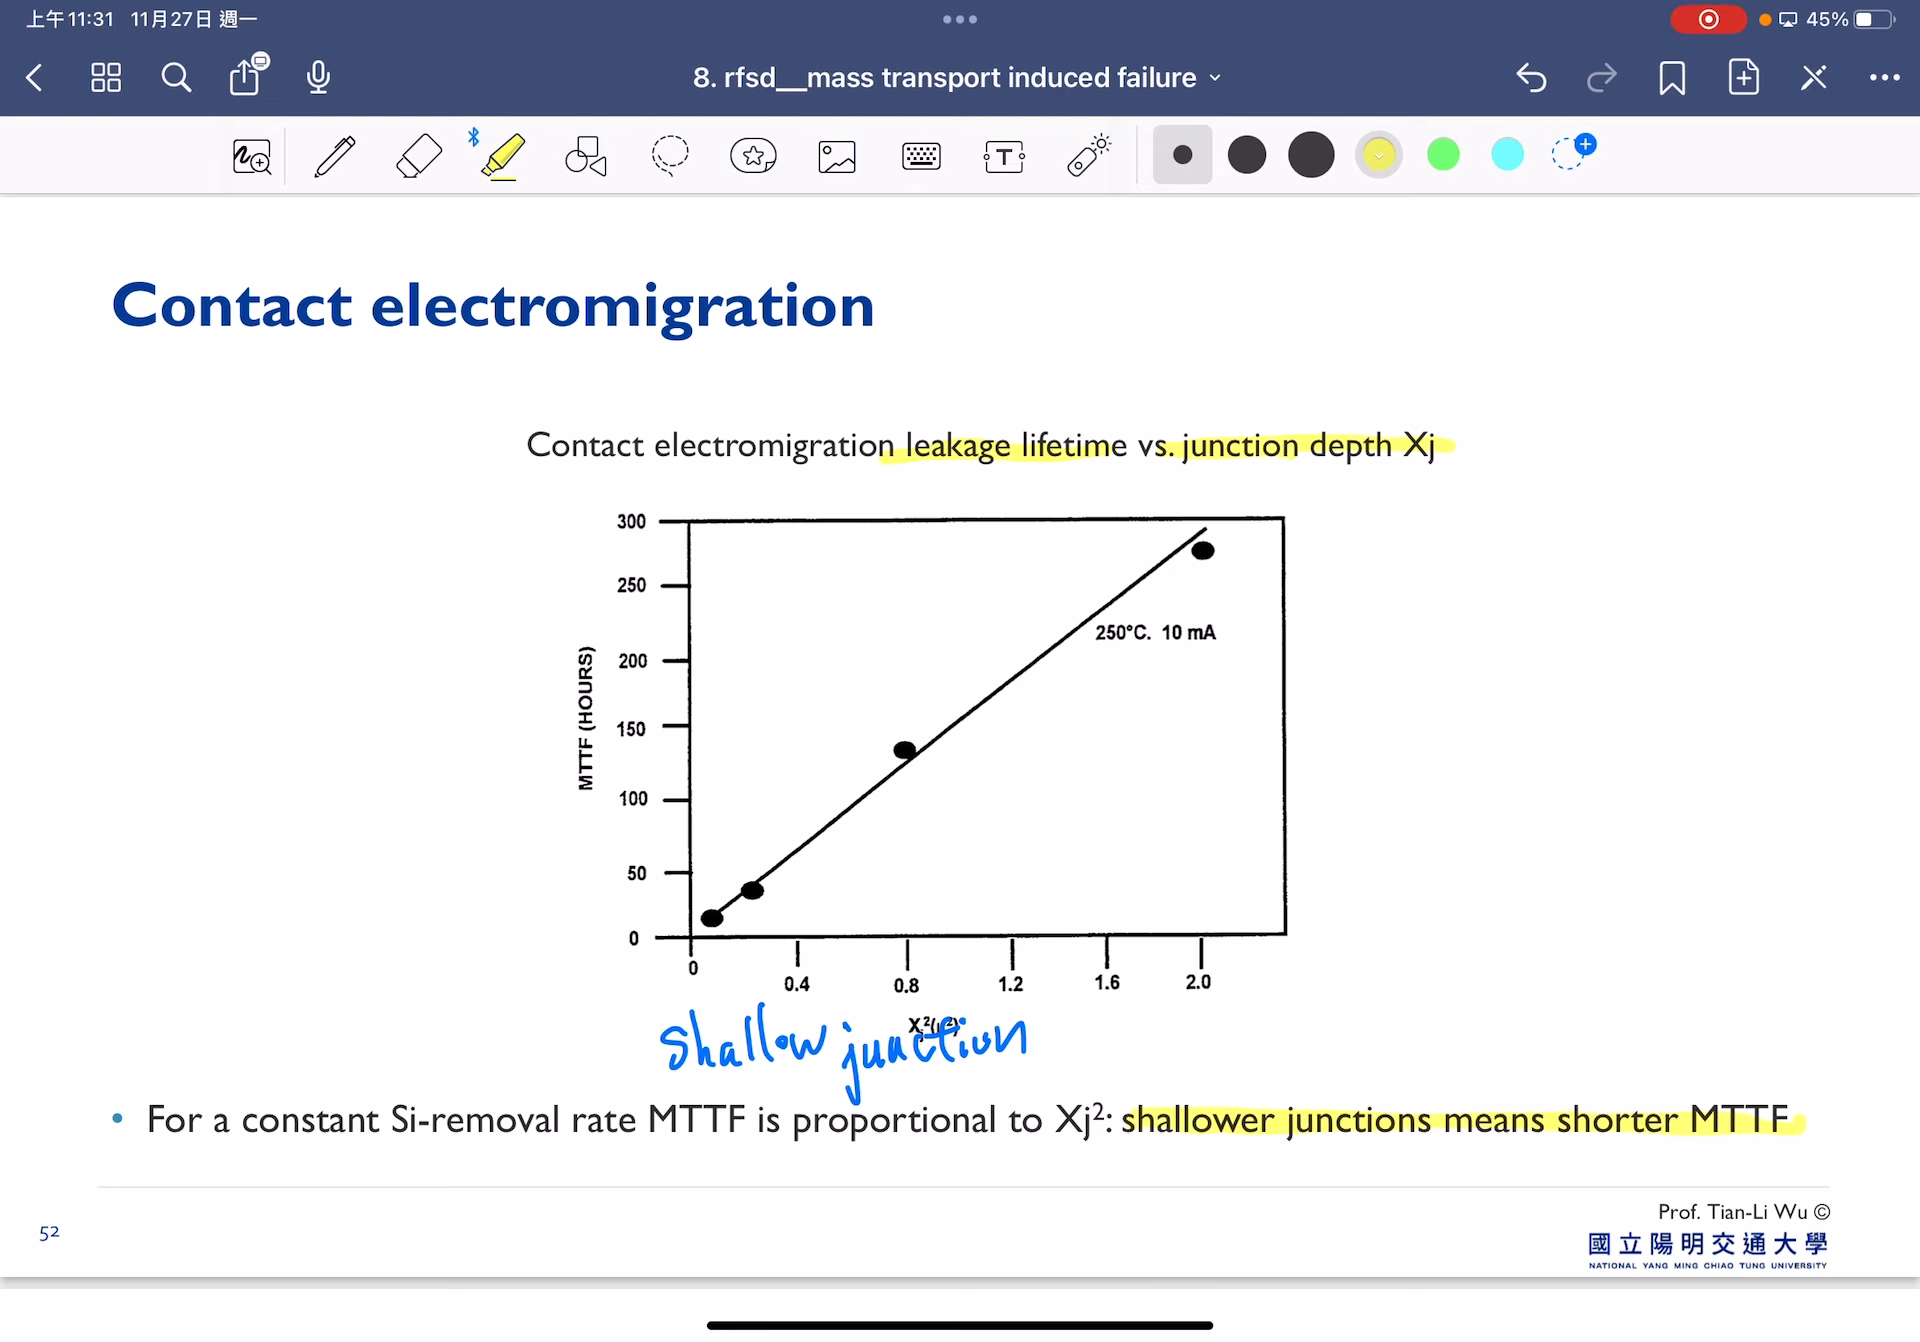 上午11:31 11月27日 週一
45%
8. rfsd__mass transport induced failure
Contact electromigration
Contact electromigration leakage lifetime vs. junction depth Xj
300
250
200
150
100
50
0
MTTF (HOURS)
250°C. 10 mA
0
0.4
0.8
1.2
1.6
2.0
Shallow junction
• For a constant Si-removal rate MTTF is proportional to Xj²: shallower junctions means shorter MTTF
52
Prof. Tian-Li Wu ©
國立陽明交通大學
NATIONAL YANG MING CHIAO TUNG UNIVERSITY